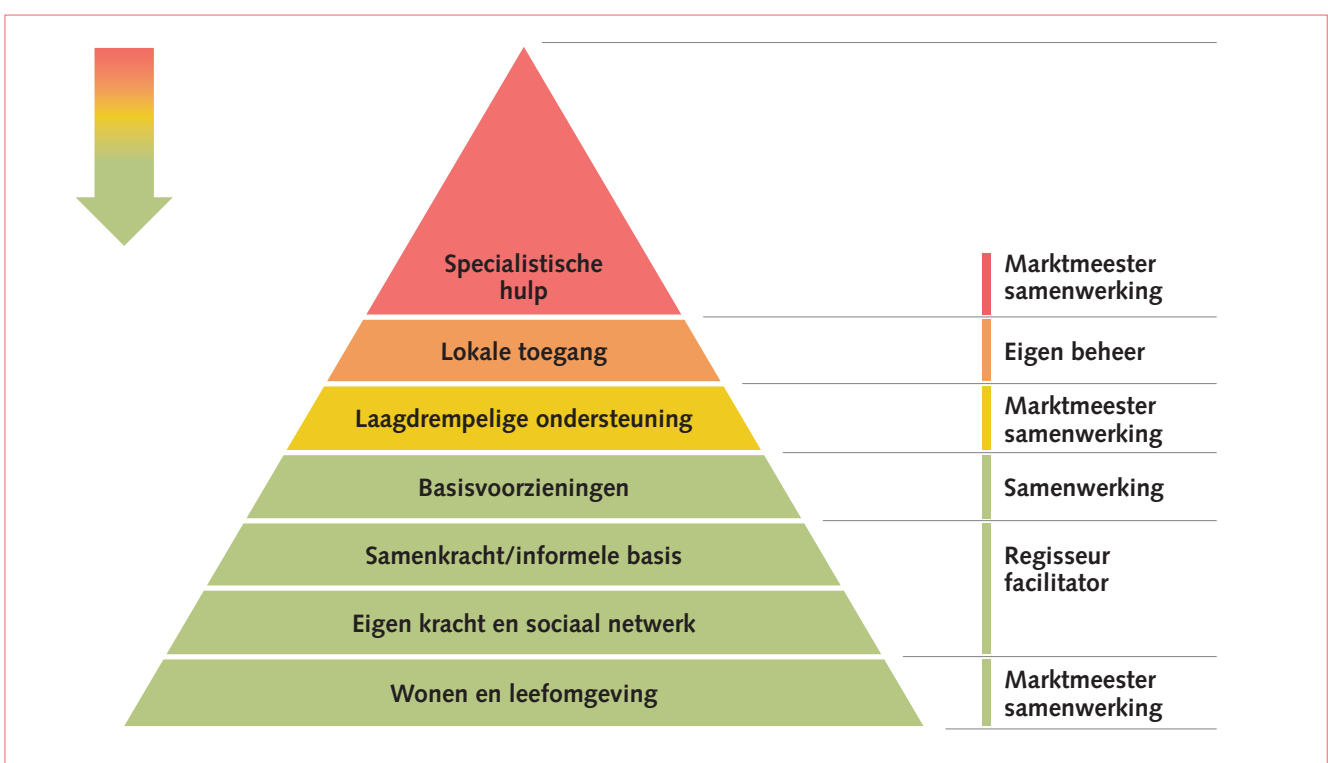 Specialistische
hulp
Marktmeester
samenwerking
Lokale toegang
Eigen beheer
Laagdrempelige ondersteuning
Marktmeester
samenwerking
Basisvoorzieningen
Samenwerking
Samenkracht/informele basis
Regisseur
facilitator
Eigen kracht en sociaal netwerk
Wonen en leefomgeving
Marktmeester
samenwerking